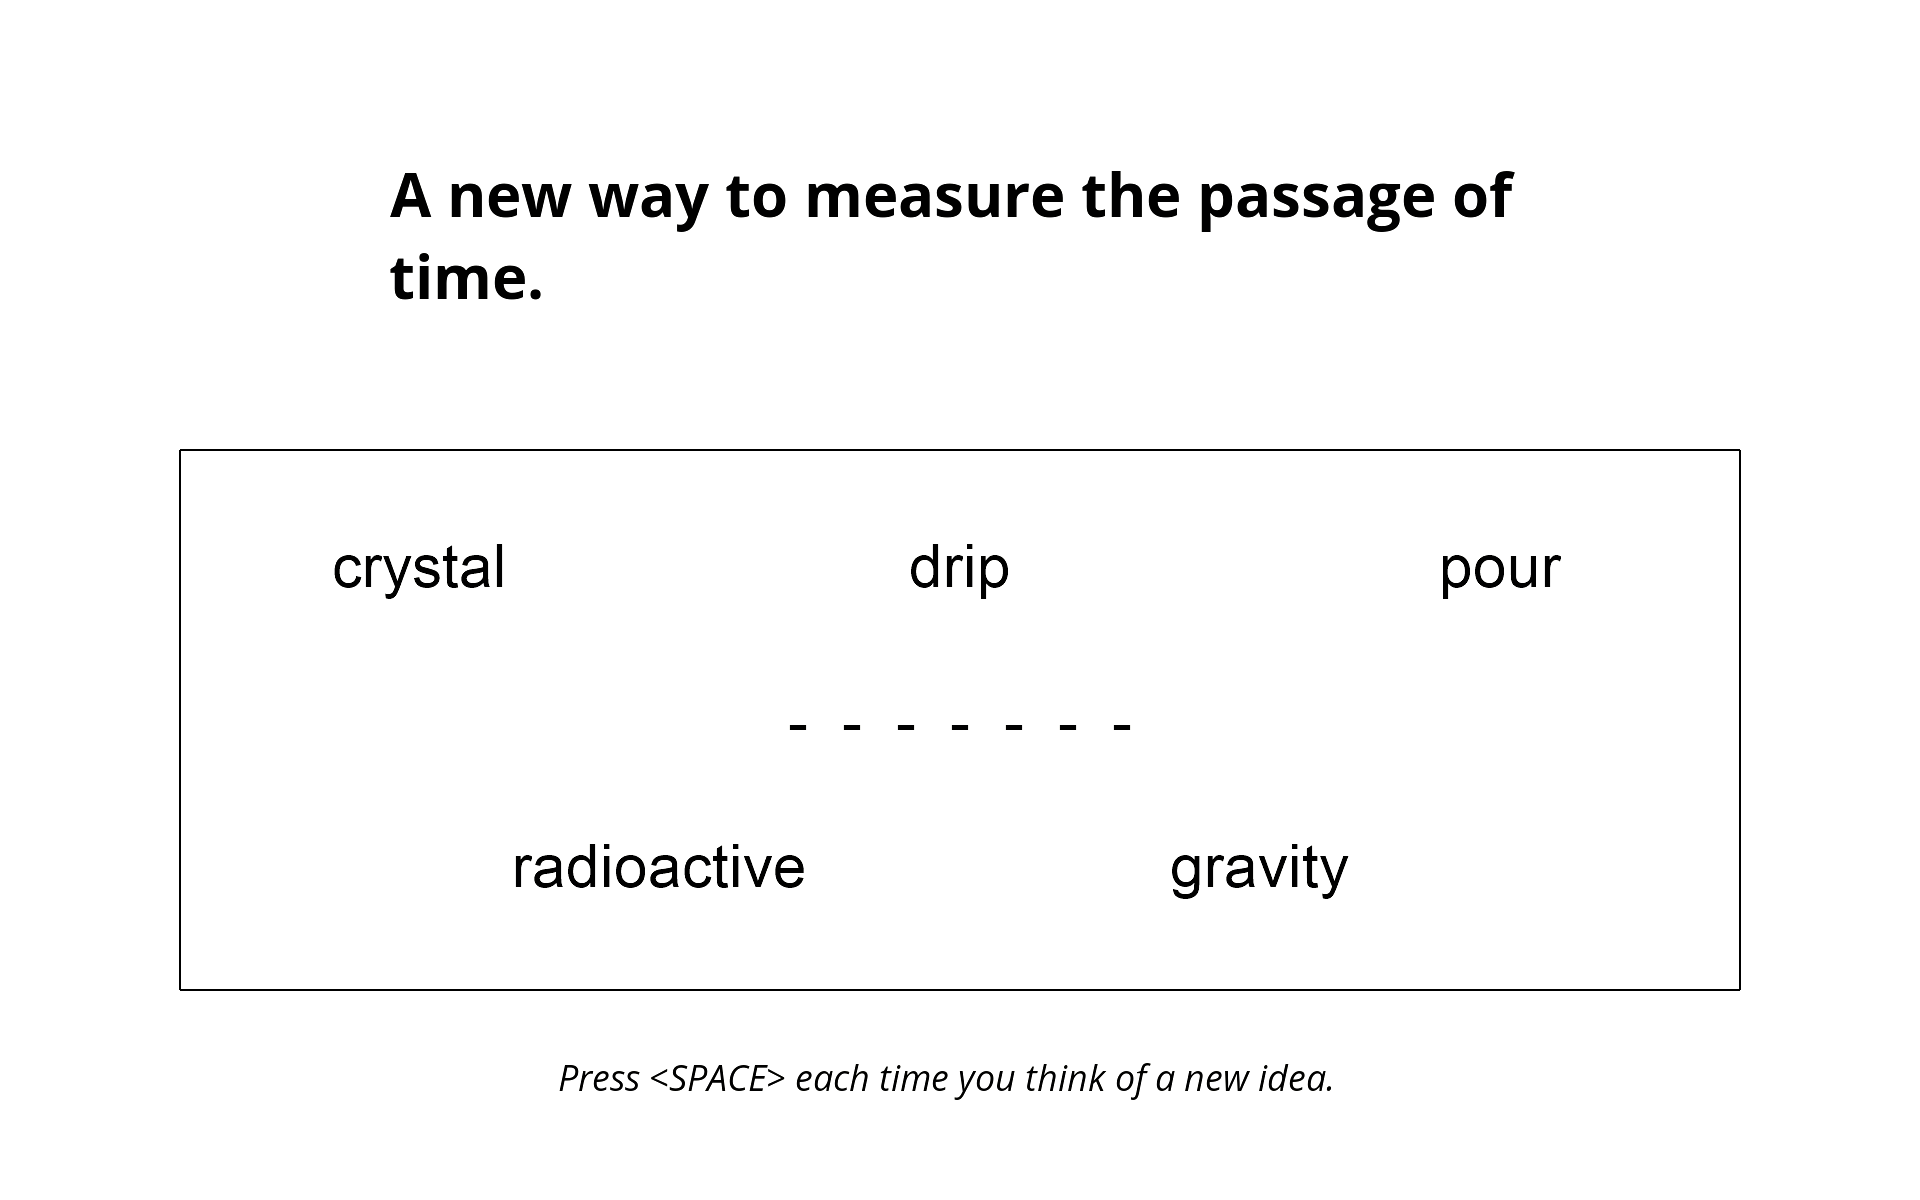 A new way to measure the passage of
time.
crystal drip pour
- - - - - - -
radioactive gravity
Press <SPACE> each time you think of a new idea.